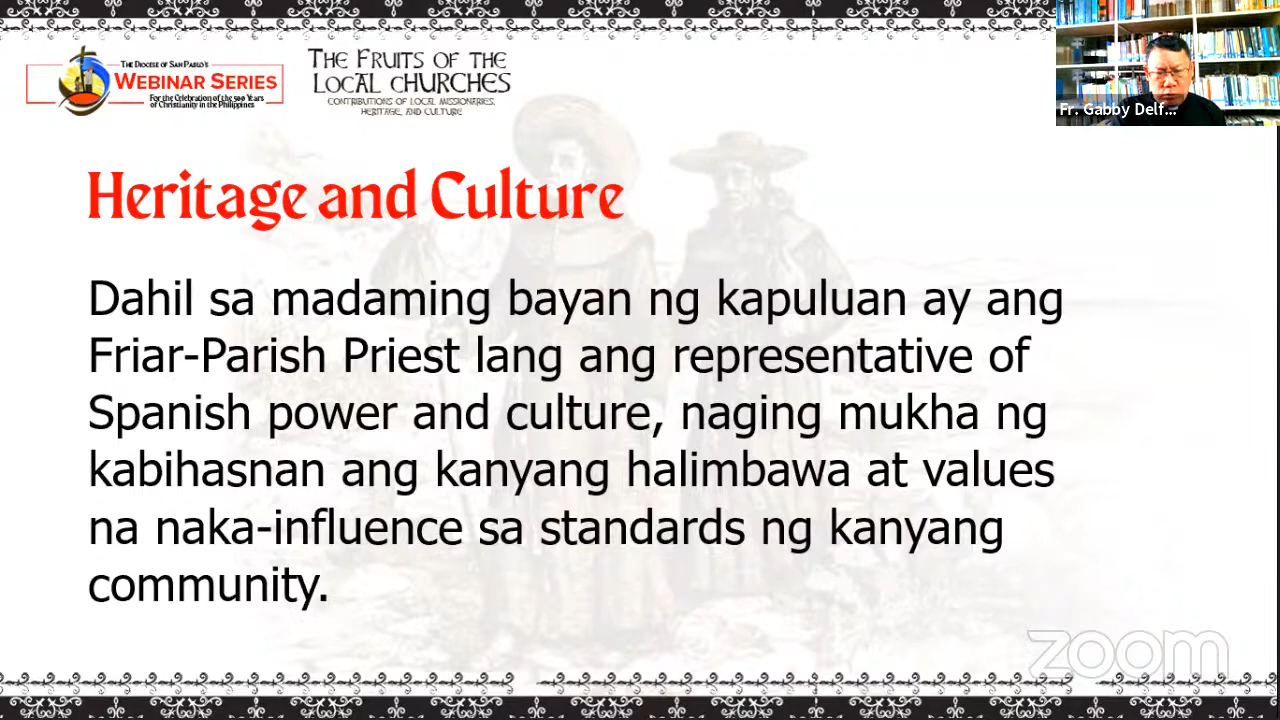 THE DIOCESE OF SAN PABLO'S
WEBINAR SERIES
For the Celebration of the 500 Years
of Christianity in the Philippines
THE FRUITS OF THE
LOCAL CHURCHES
CONTRIBUTIONS OF LOCAL MISSIONARIES,
HERITAGE, AND CULTURE
Fr. Gabby Delf...
Heritage and Culture
Dahil sa madaming bayan ng kapuluan ay ang
Friar-Parish Priest lang ang representative of
Spanish power and culture, naging mukha ng
kabihasnan ang kanyang halimbawa at values
na naka-influence sa standards ng kanyang
community.
zoom